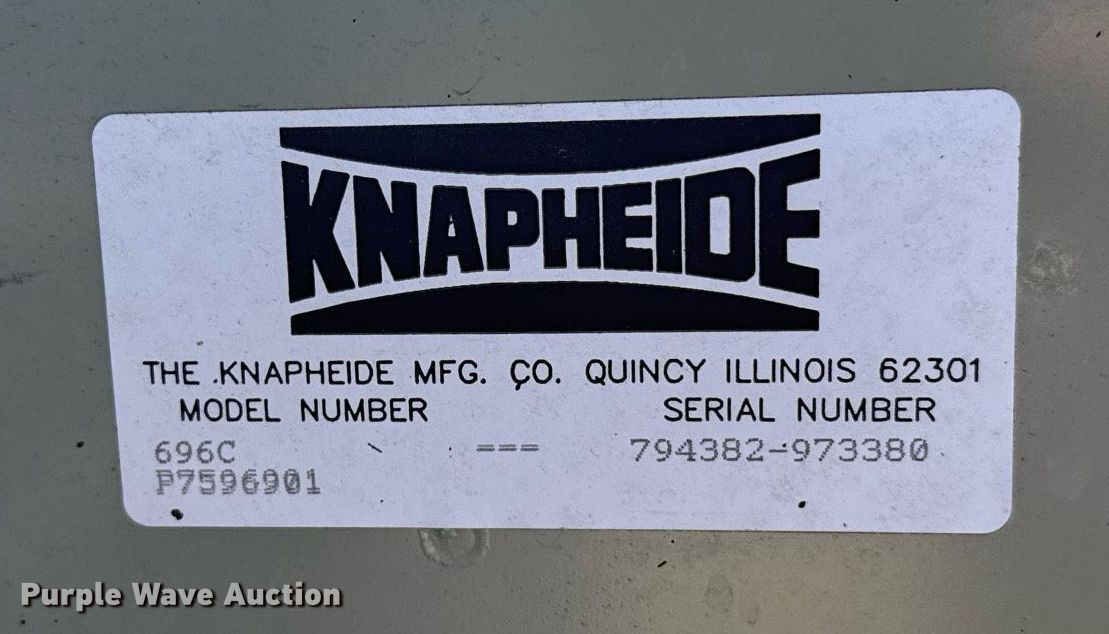 KNAPHEIDE
THE KNAPHEIDE MFG. CO. QUINCY ILLINOIS 62301
MODEL NUMBER SERIAL NUMBER
696C === 794382-973380
P7596901
Purple Wave Auction